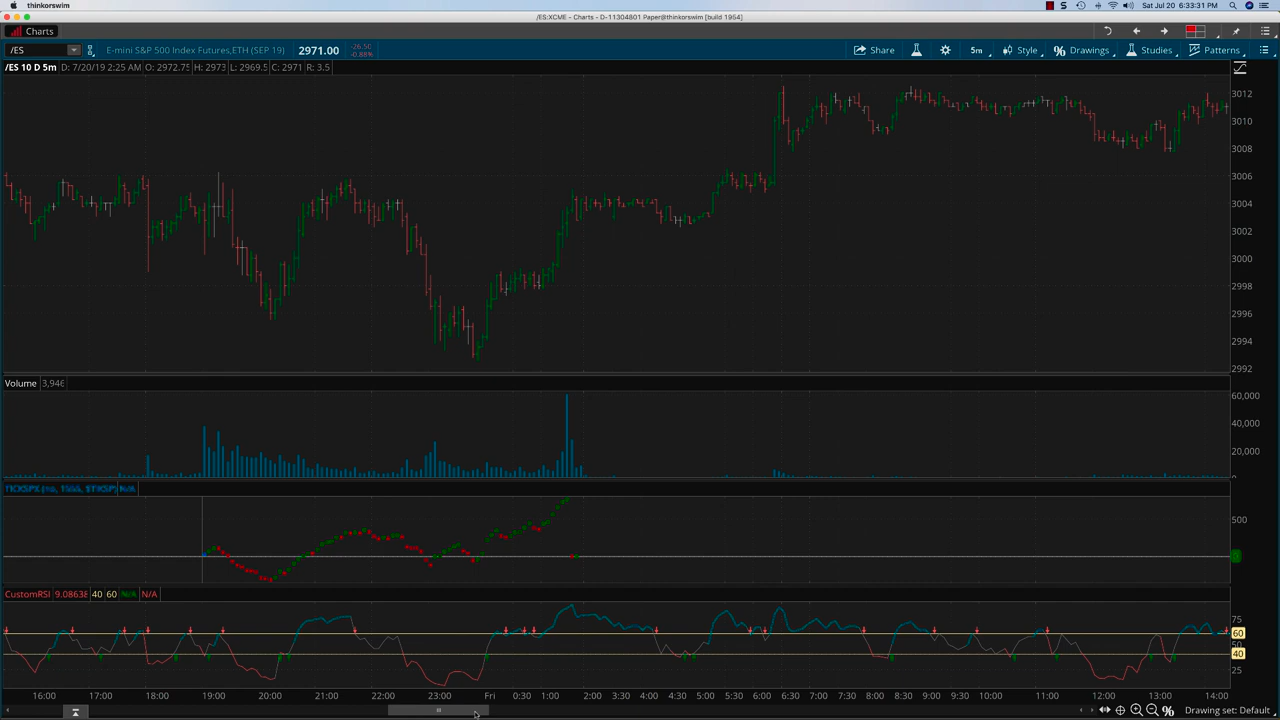 thinkorswim
Sat Jul 20 6:33:31 PM
/ES:XCME - Charts - D-11304801 Paper@thinkorswim [build 1954]
Charts
/ES E-mini S&P 500 Index Futures,ETH (SEP 19) 2971.00 -26.50 -0.88% Share 5m Style Drawings Studies Patterns
/ES 10 D 5m D: 7/20/19 2:25 AM O: 2972.75 H: 2973 L: 2969.5 C: 2971 R: 3.5
3012
3010
3008
3006
3004
3002
3000
2998
2996
2994
2992
Volume 3,946
60,000
40,000
20,000
N/A
500
0
CustomRSI 9.08638 40 60 N/A N/A
75
60
40
25
16:00 17:00 18:00 19:00 20:00 21:00 22:00 23:00 Fri 0:30 1:00 2:00 3:30 4:00 4:30 5:00 5:30 6:00 6:30 7:00 7:30 8:00 8:30 9:00 9:30 10:00 11:00 12:00 13:00 14:00
Drawing set: Default